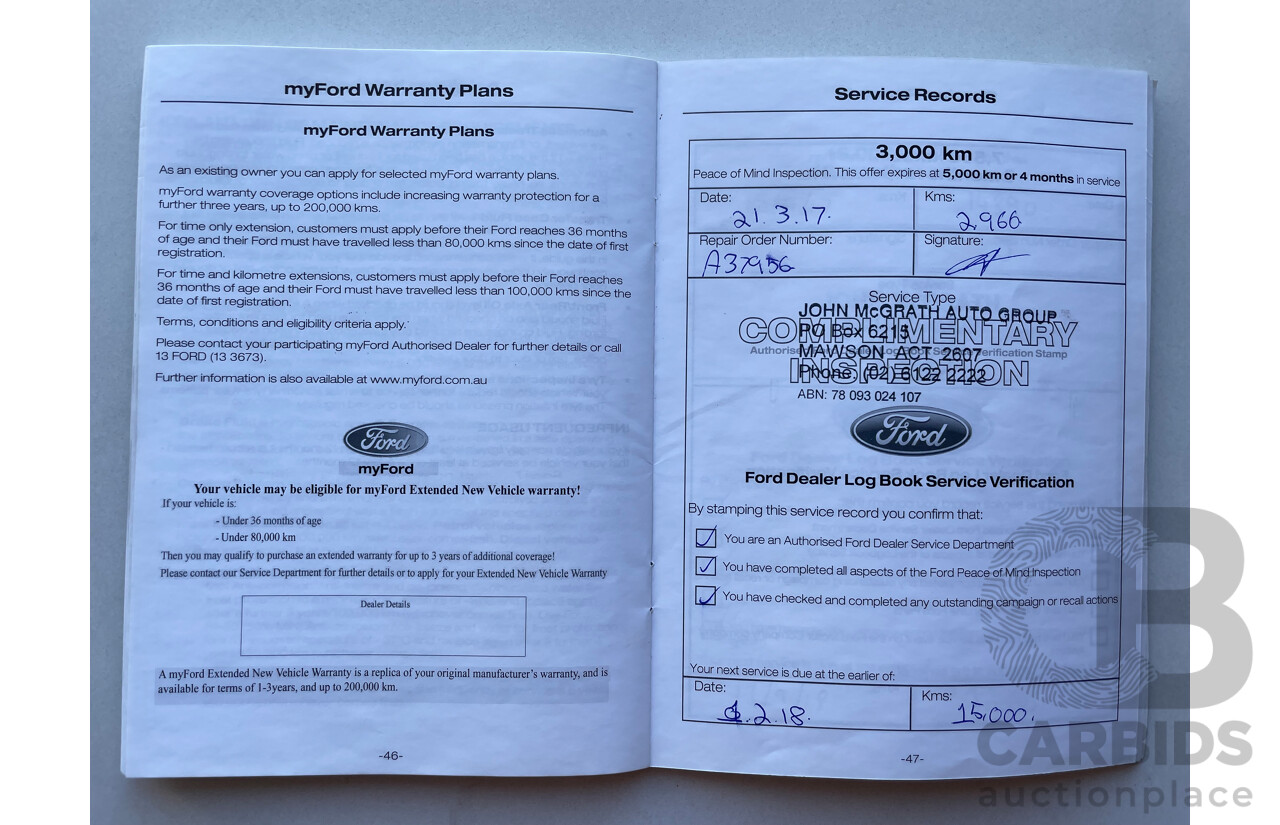 myFord Warranty Plans
myFord Warranty Plans
As an existing owner you can apply for selected myFord warranty plans.
myFord warranty coverage options include increasing warranty protection for a
further three years, up to 200,000 kms.
For time only extension, customers must apply before their Ford reaches 36 months
of age and their Ford must have travelled less than 80,000 kms since the date of first
registration.
For time and kilometre extensions, customers must apply before their Ford reaches
36 months of age and their Ford must have travelled less than 100,000 kms since the
date of first registration.
Terms, conditions and eligibility criteria apply.
Please contact your participating myFord Authorised Dealer for further details or call
13 FORD (13 3673).
Further information is also available at www.myford.com.au
Ford
myFord
Your vehicle may be eligible for myFord Extended New Vehicle warranty!
If your vehicle is:
- Under 36 months of age
- Under 80,000 km
Then you may qualify to purchase an extended warranty for up to 3 years of additional coverage!
Please contact our Service Department for further details or to apply for your Extended New Vehicle Warranty
Dealer Details
A myFord Extended New Vehicle Warranty is a replica of your original manufacturer's warranty, and is
available for terms of 1-3years, and up to 200,000 km.
-46-
Service Records
3,000 km
Peace of Mind Inspection. This offer expires at 5,000 km or 4 months in service
Date: Kms:
21.3.17. 2960
Repair Order Number: Signature:
A37956
Service Type
JOHN McGRATH AUTO GROUP
COMPLIMENTARY
PO Box 6215
Authorised Log Book Service Verification Stamp
MAWSON ACT 2607
INSPECTION
Phone (02) 6122 2222
ABN: 78 093 024 107
Ford
Ford Dealer Log Book Service Verification
By stamping this service record you confirm that:
You are an Authorised Ford Dealer Service Department
You have completed all aspects of the Ford Peace of Mind Inspection
You have checked and completed any outstanding campaign or recall actions
Your next service is due at the earlier of:
Date: Kms:
.2.18. 15,000.
-47-
CARBIDS
auctionplace